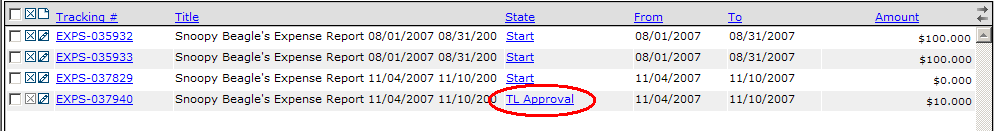 Tracking # Title State From To Amount
EXPS-035932 Snoopy Beagle's Expense Report 08/01/2007 08/31/200 Start 08/01/2007 08/31/2007 $100.000
EXPS-035933 Snoopy Beagle's Expense Report 08/01/2007 08/31/200 Start 08/01/2007 08/31/2007 $100.000
EXPS-037829 Snoopy Beagle's Expense Report 11/04/2007 11/10/200 Start 11/04/2007 11/10/2007 $0.000
EXPS-037940 Snoopy Beagle's Expense Report 11/04/2007 11/10/200 TL Approval 11/04/2007 11/10/2007 $10.000